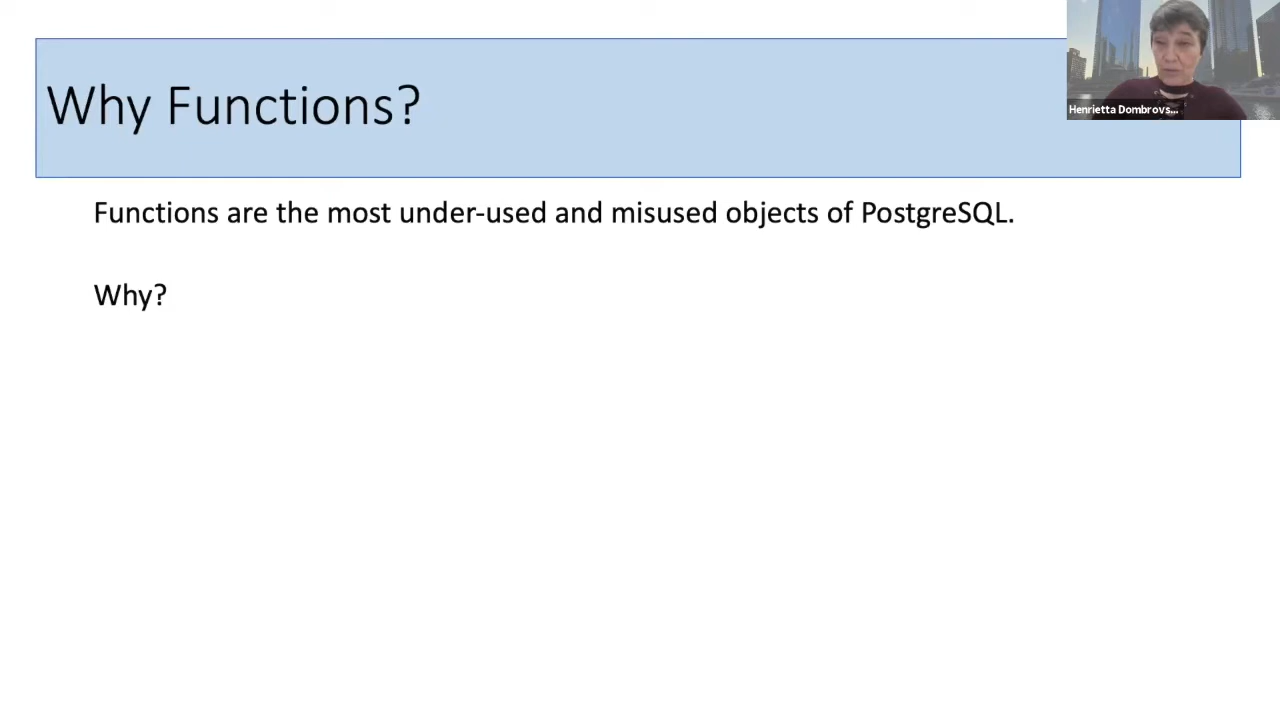 Why Functions?
Henrietta Dombrovs...
Functions are the most under-used and misused objects of PostgreSQL.
Why?